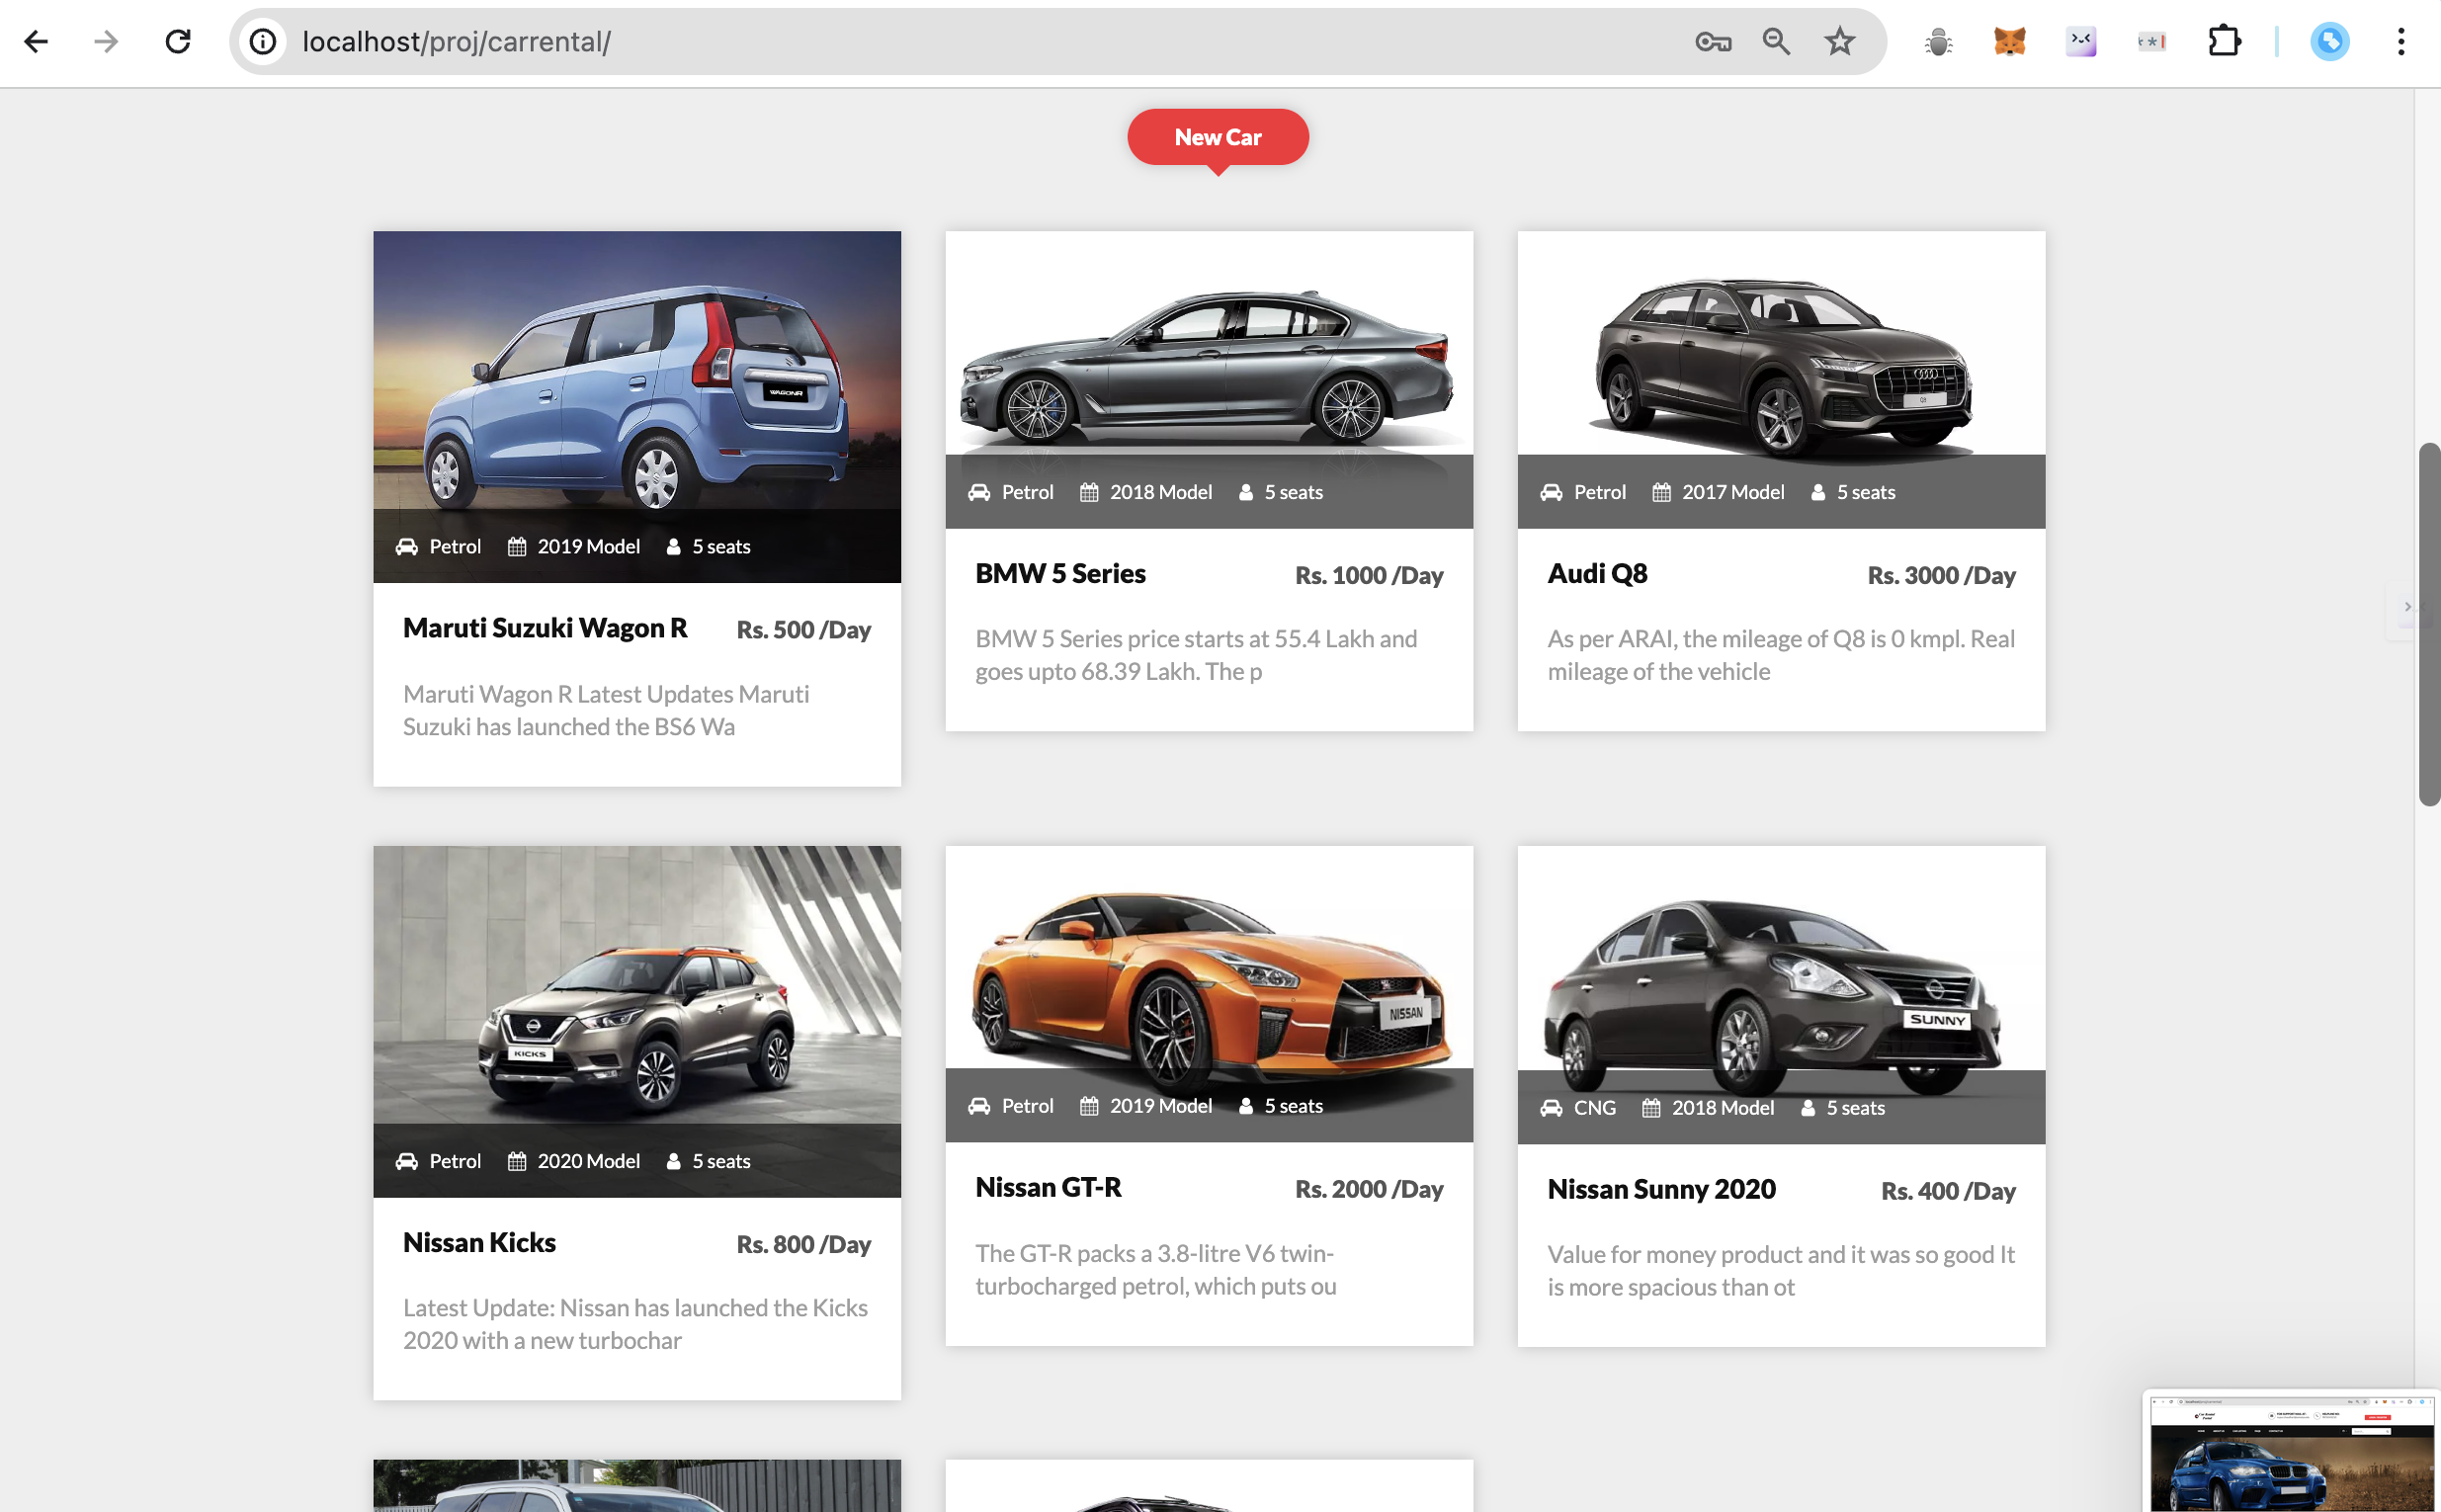 localhost/proj/carrental/
New Car
WAGONR
Petrol 2019 Model 5 seats
Maruti Suzuki Wagon R Rs. 500 /Day
Maruti Wagon R Latest Updates Maruti
Suzuki has launched the BS6 Wa
Petrol 2018 Model 5 seats
BMW 5 Series Rs. 1000 /Day
BMW 5 Series price starts at 55.4 Lakh and
goes upto 68.39 Lakh. The p
Q8
Petrol 2017 Model 5 seats
Audi Q8 Rs. 3000 /Day
As per ARAI, the mileage of Q8 is 0 kmpl. Real
mileage of the vehicle
KICKS
Petrol 2020 Model 5 seats
Nissan Kicks Rs. 800 /Day
Latest Update: Nissan has launched the Kicks
2020 with a new turbochar
NISSAN
Petrol 2019 Model 5 seats
Nissan GT-R Rs. 2000 /Day
The GT-R packs a 3.8-litre V6 twin-
turbocharged petrol, which puts ou
SUNNY
CNG 2018 Model 5 seats
Nissan Sunny 2020 Rs. 400 /Day
Value for money product and it was so good It
is more spacious than ot